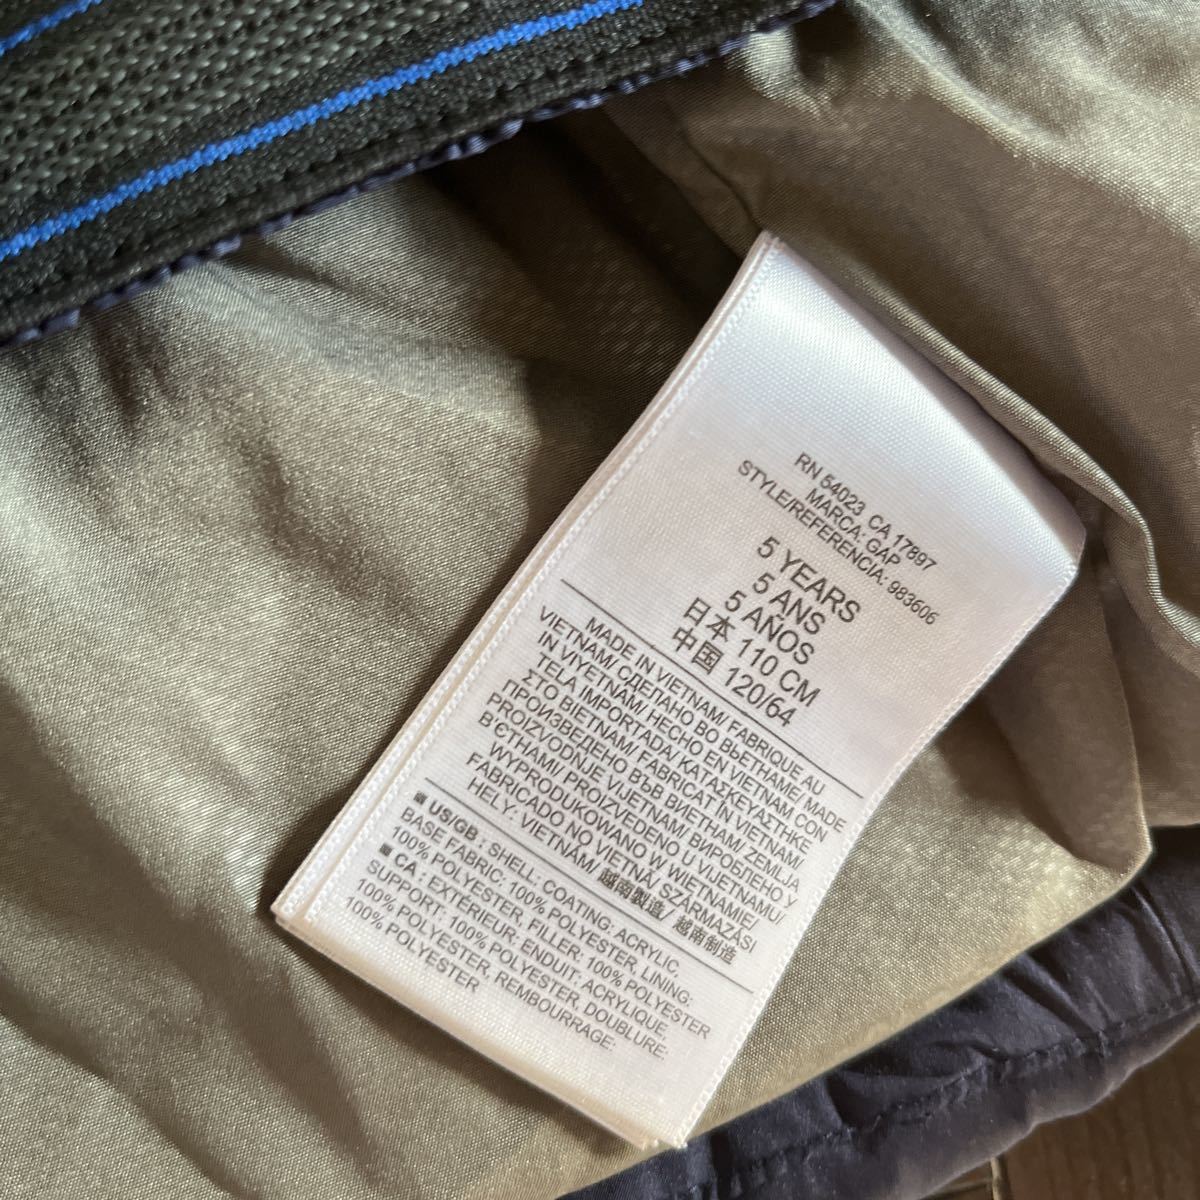 RN 54023 CA 17897
MARCA: GAP
STYLE/REFERENCIA: 983606
5 YEARS
5 ANS
5 AÑOS
日本 110 CM
中国 120/64
MADE IN VIETNAM/ FABRIQUE AU
VIETNAM/ СДЕЛАНО ВО ВЬЕТНАМЕ/ MADE
IN VIYETNAM/ HECHO EN VIETNAM CON
TELA IMPORTADA/ ΚΑΤΑΣΚΕΥΑΣΤΗΚΕ
ΣΤΟ ΒΙΕΤΝΑΜ/ FABRICAT IN VIETNAM/
ПРОИЗВЕДЕНО ВЪВ ВИЕТНАМ/ ZEMLJA
PROIZVODNJE VIJETNAM/ ВИРОБЛЕНО У
В'ЄТНАМІ/ PROIZVEDENO U VIJETNAMU/
WYPRODUKOWANO W WIETNAMIE/
FABRICADO NO VIETNÃ/ SZÁRMAZÁSI
HELY: VIETNÁM/ 越南製造/ 越南制造
■ US/GB : SHELL: COATING: ACRYLIC,
BASE FABRIC: 100% POLYESTER, LINING:
100% POLYESTER, FILLER: 100% POLYESTER
■ CA : EXTÉRIEUR: ENDUIT: ACRYLIQUE,
SUPPORT: 100% POLYESTER, DOUBLURE:
100% POLYESTER, REMBOURRAGE:
100% POLYESTER